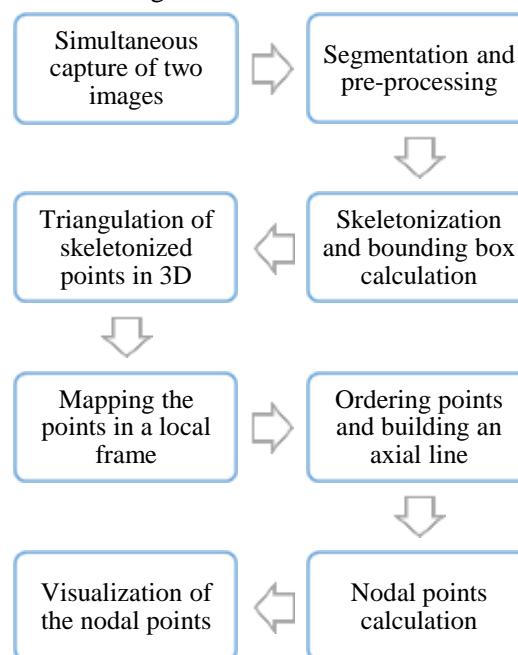 Simultaneous
capture of two
images
Segmentation and
pre-processing
Skeletonization
and bounding box
calculation
Triangulation of
skeletonized
points in 3D
Mapping the
points in a local
frame
Ordering points
and building an
axial line
Nodal points
calculation
Visualization of
the nodal points